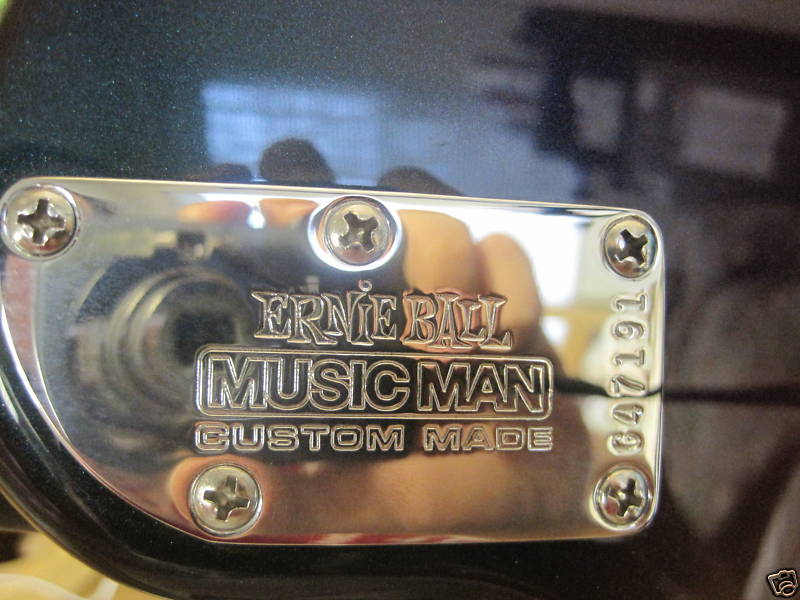 ERNIE BALL
MUSIC MAN
CUSTOM MADE
G47191